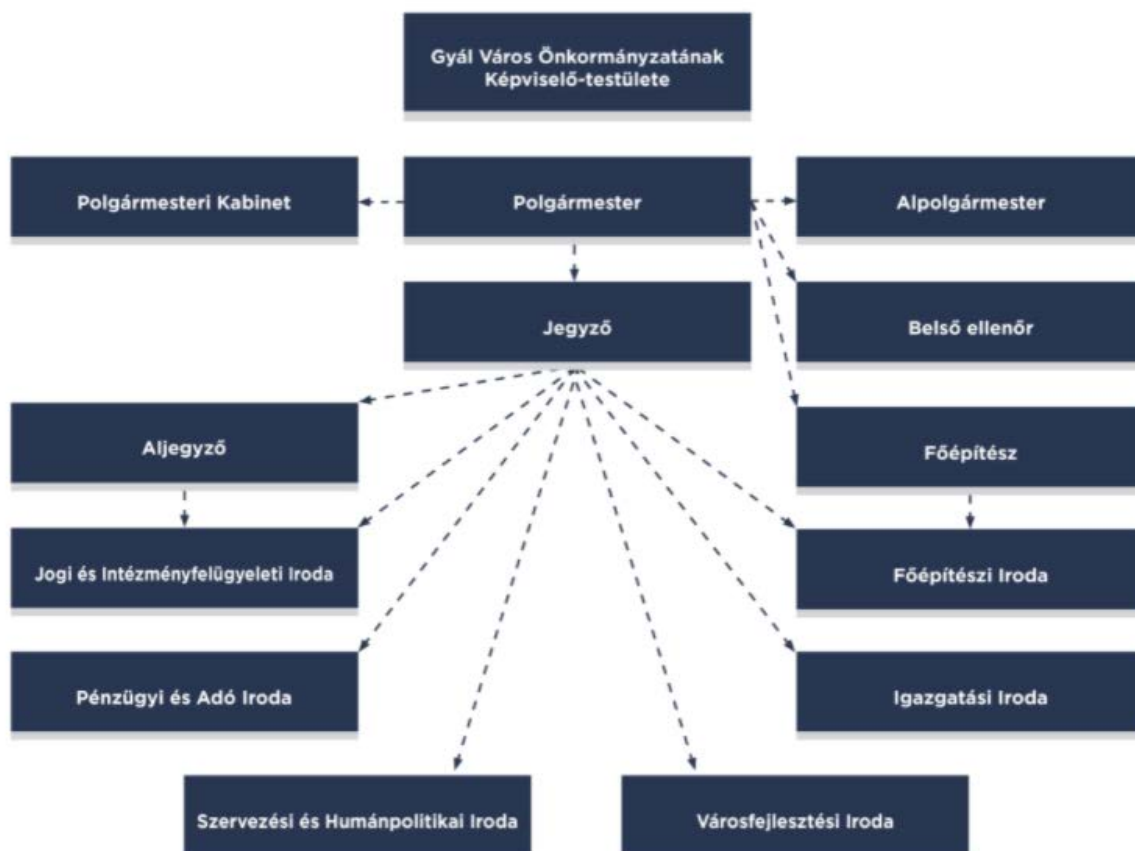 Gyál Város Önkormányzatának
Képviselő-testülete
Polgármesteri Kabinet
Polgármester
Alpolgármester
Jegyző
Belső ellenőr
Aljegyző
Főépítész
Jogi és Intézményfelügyeleti Iroda
Főépítészi Iroda
Pénzügyi és Adó Iroda
Igazgatási Iroda
Szervezési és Humánpolitikai Iroda
Városfejlesztési Iroda